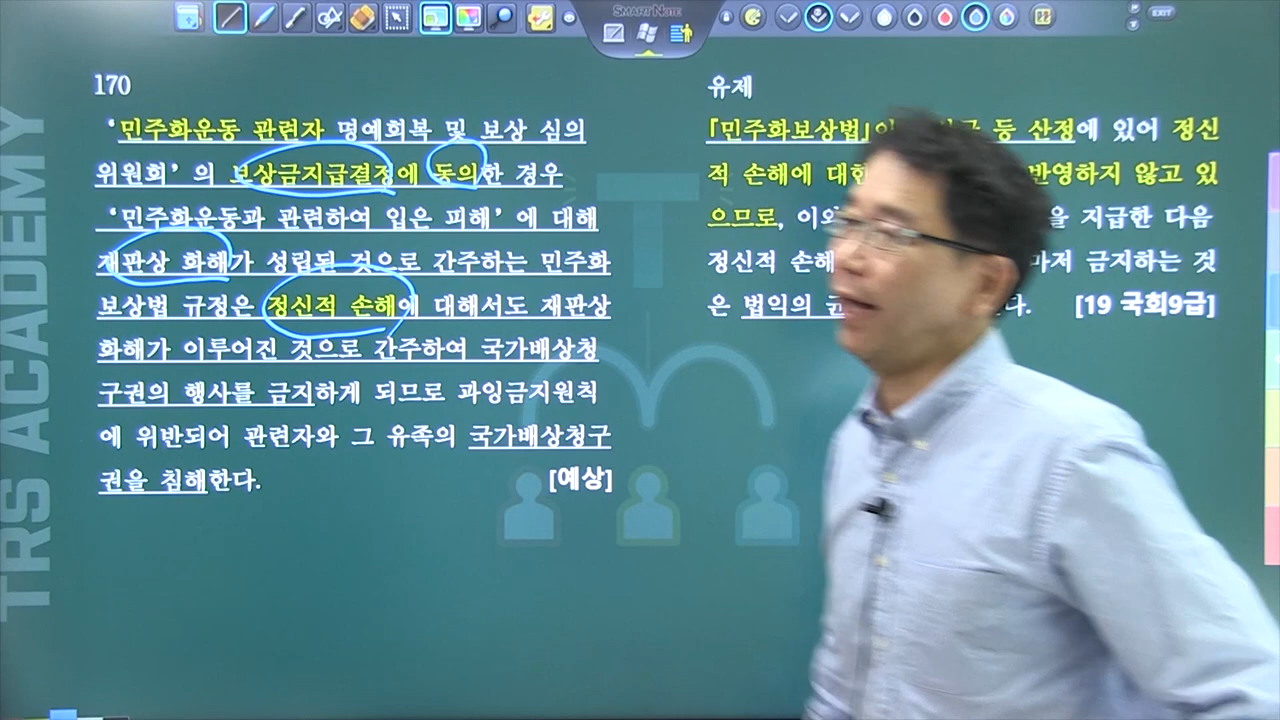 SMART NOTE
EXIT
TRS ACADEMY
170
‘민주화운동 관련자 명예회복 및 보상 심의
위원회’의 보상금지급결정에 동의한 경우
‘민주화운동과 관련하여 입은 피해’에 대해
재판상 화해가 성립된 것으로 간주하는 민주화
보상법 규정은 정신적 손해에 대해서도 재판상
화해가 이루어진 것으로 간주하여 국가배상청
구권의 행사를 금지하게 되므로 과잉금지원칙
에 위반되어 관련자와 그 유족의 국가배상청구
권을 침해한다. [예상]
유제
「민주화보상법」 등 산정에 있어 정신
적 손해에 대한 반영하지 않고 있
으므로, 지급한 다음
정신적 손해 금지하는 것
은 법익의 [19 국회9급]